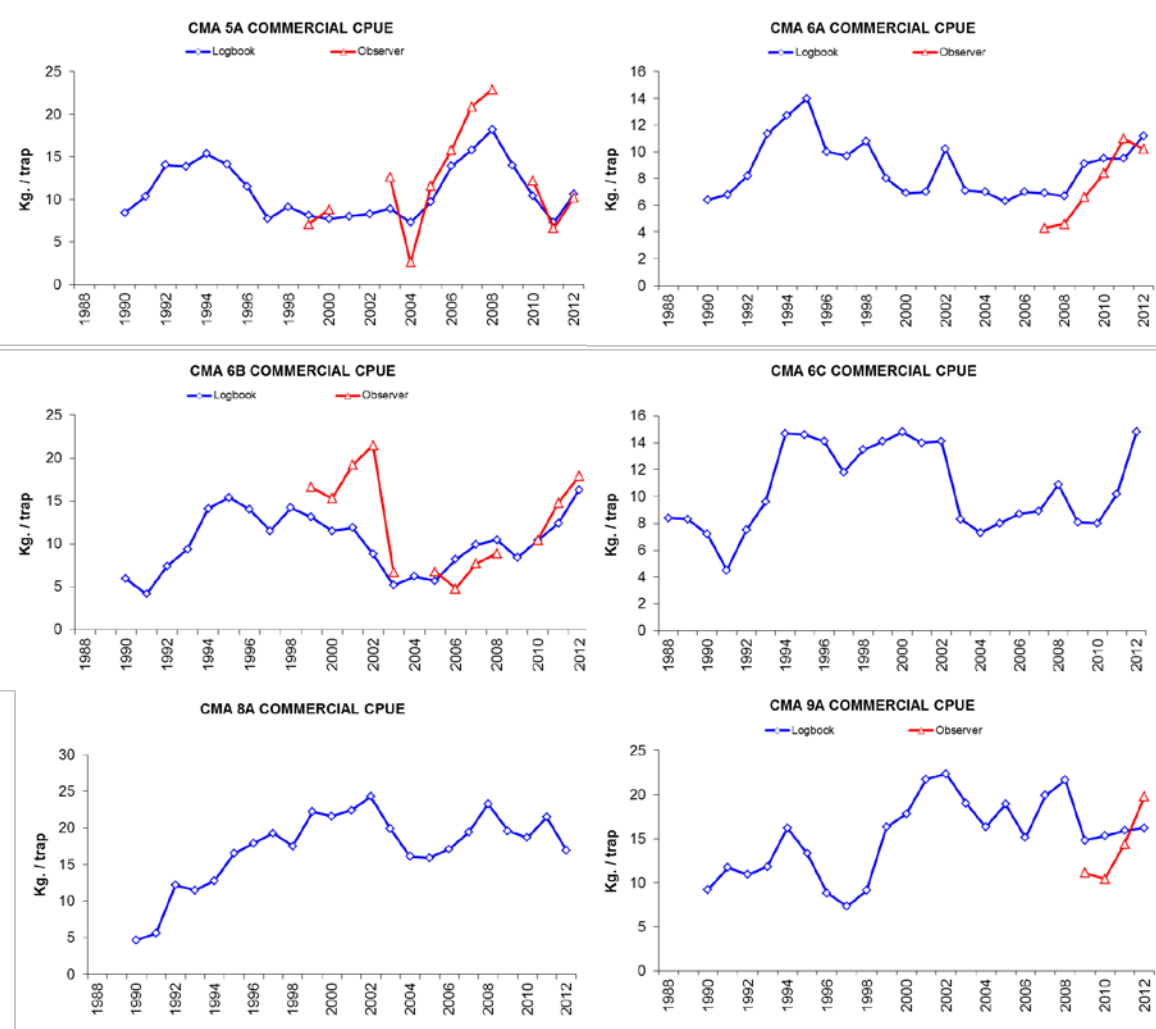 CMA 5A COMMERCIAL CPUE
Logbook Observer
Kg. / trap
25
20
15
10
5
0
1988 1990 1992 1994 1996 1998 2000 2002 2004 2006 2008 2010 2012
CMA 6A COMMERCIAL CPUE
Logbook Observer
Kg. / trap
16
14
12
10
8
6
4
2
0
1988 1990 1992 1994 1996 1998 2000 2002 2004 2006 2008 2010 2012
CMA 6B COMMERCIAL CPUE
Logbook Observer
Kg. / trap
25
20
15
10
5
0
1988 1990 1992 1994 1996 1998 2000 2002 2004 2006 2008 2010 2012
CMA 6C COMMERCIAL CPUE
Kg. / trap
16
14
12
10
8
6
4
2
0
1988 1990 1992 1994 1996 1998 2000 2002 2004 2006 2008 2010 2012
CMA 8A COMMERCIAL CPUE
Kg. / trap
30
25
20
15
10
5
0
1988 1990 1992 1994 1996 1998 2000 2002 2004 2006 2008 2010 2012
CMA 9A COMMERCIAL CPUE
Logbook Observer
Kg. / trap
25
20
15
10
5
0
1988 1990 1992 1994 1996 1998 2000 2002 2004 2006 2008 2010 2012